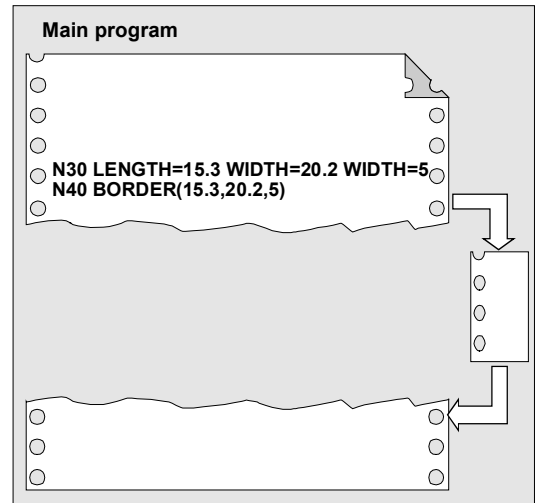 Main program
N30 LENGTH=15.3 WIDTH=20.2 WIDTH=5
N40 BORDER(15.3,20.2,5)